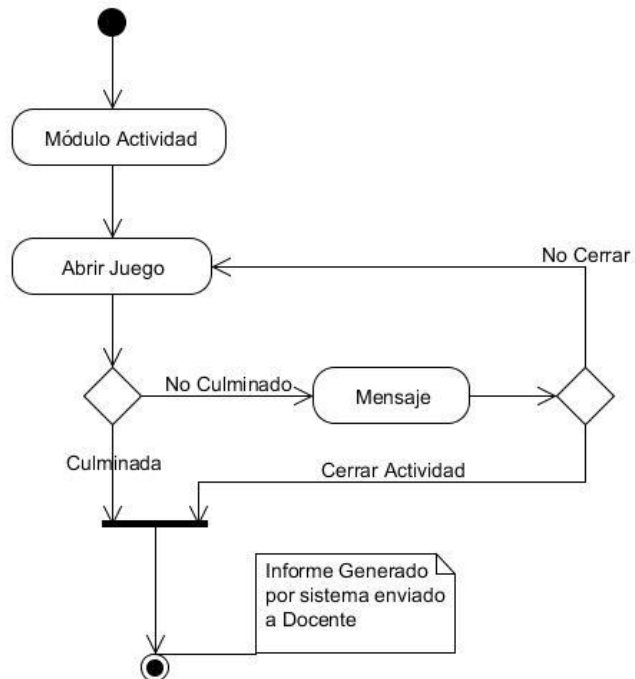 Módulo Actividad
Abrir Juego
No Cerrar
No Culminado
Mensaje
Culminada
Cerrar Actividad
Informe Generado
por sistema enviado
a Docente